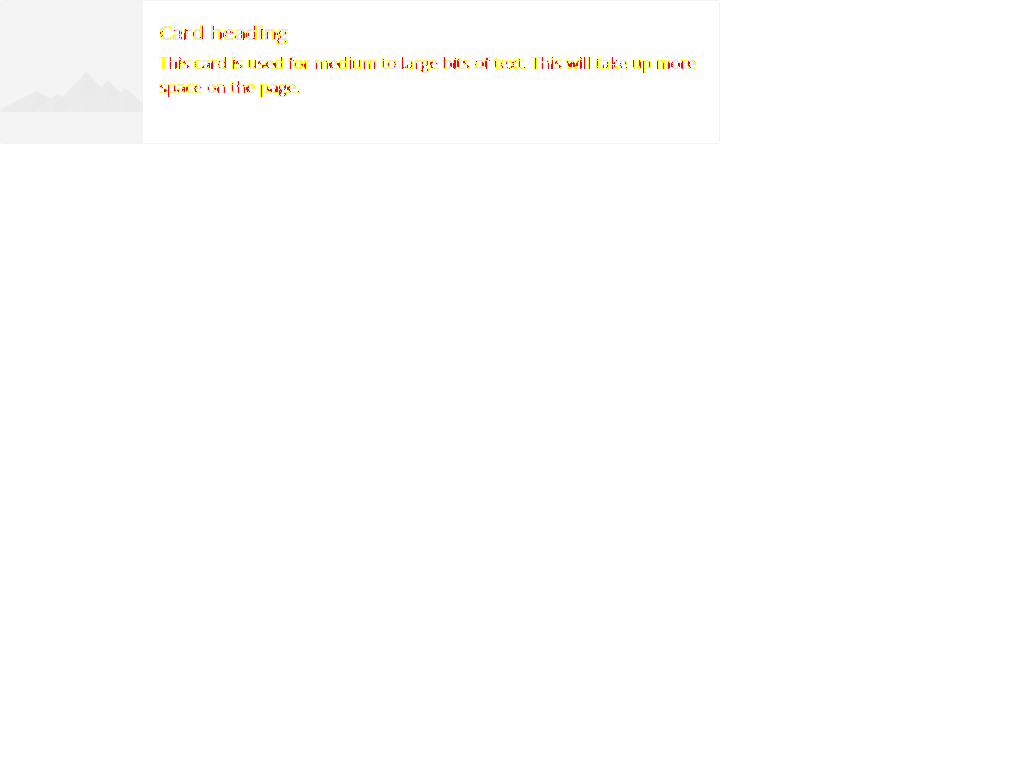 Card heading
This card is used for medium to large bits of text. This will take up more
space on the page.